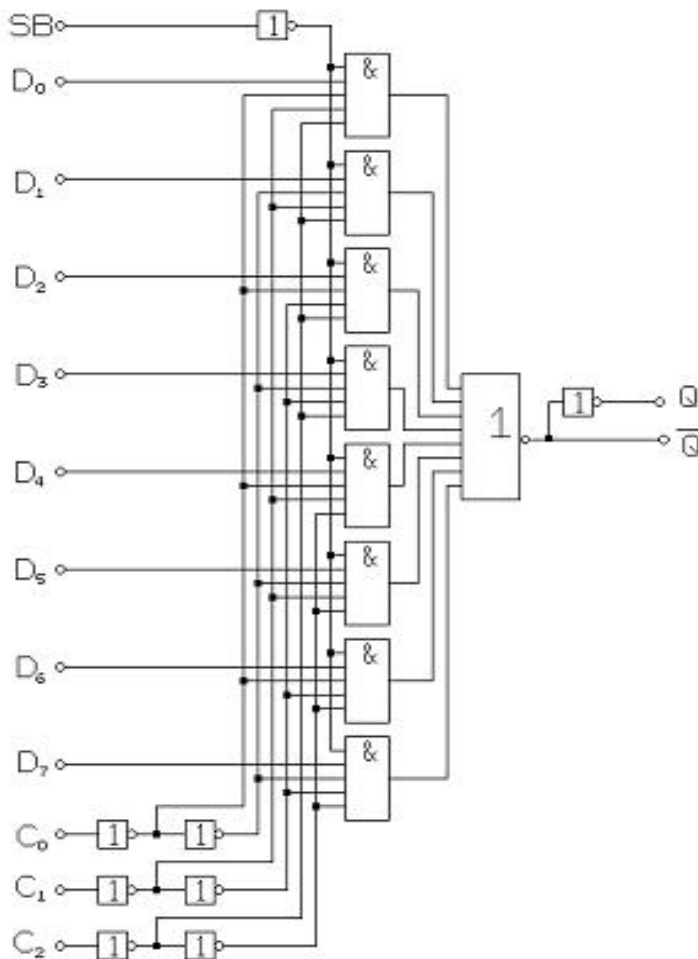 SB 1
D₀ &
D₁ &
D₂ &
D₃ &
1 Q
1 Q̅
D₄ &
D₅ &
D₆ &
D₇ &
C₀ 1 1
C₁ 1 1
C₂ 1 1